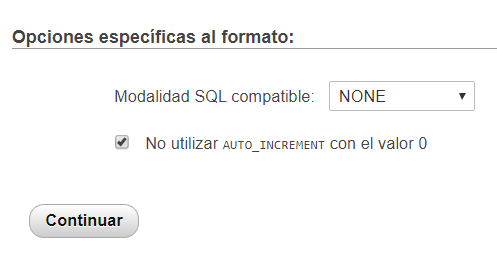 Opciones específicas al formato:
Modalidad SQL compatible: NONE
No utilizar AUTO_INCREMENT con el valor 0
Continuar